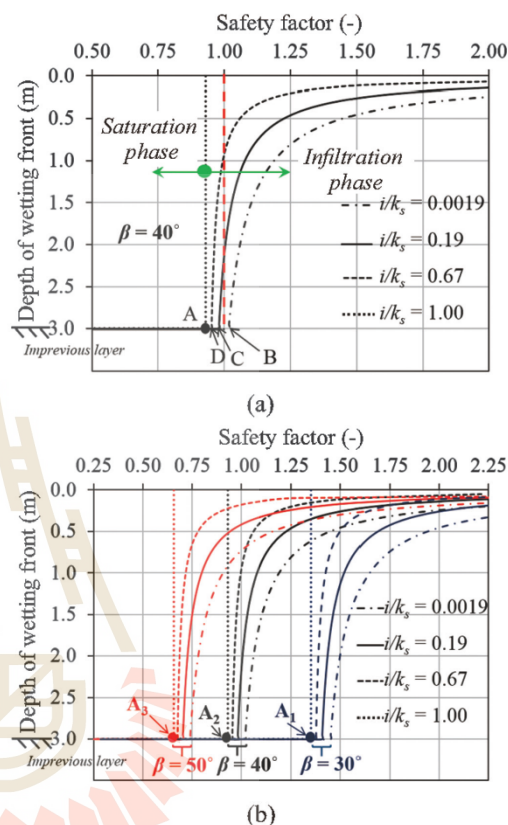 Safety factor (-)
0.50 0.75 1.00 1.25 1.50 1.75 2.00
Depth of wetting front (m)
0.0
0.5
1.0
1.5
2.0
2.5
3.0
Saturation
phase
Infiltration
phase
β = 40°
i/ks = 0.0019
i/ks = 0.19
i/ks = 0.67
i/ks = 1.00
A
D C B
Imprevious layer
(a)
Safety factor (-)
0.25 0.50 0.75 1.00 1.25 1.50 1.75 2.00 2.25
Depth of wetting front (m)
0.0
0.5
1.0
1.5
2.0
2.5
3.0
i/ks = 0.0019
i/ks = 0.19
i/ks = 0.67
i/ks = 1.00
A3 A2 A1
Imprevious layer
β = 50° β = 40° β = 30°
(b)